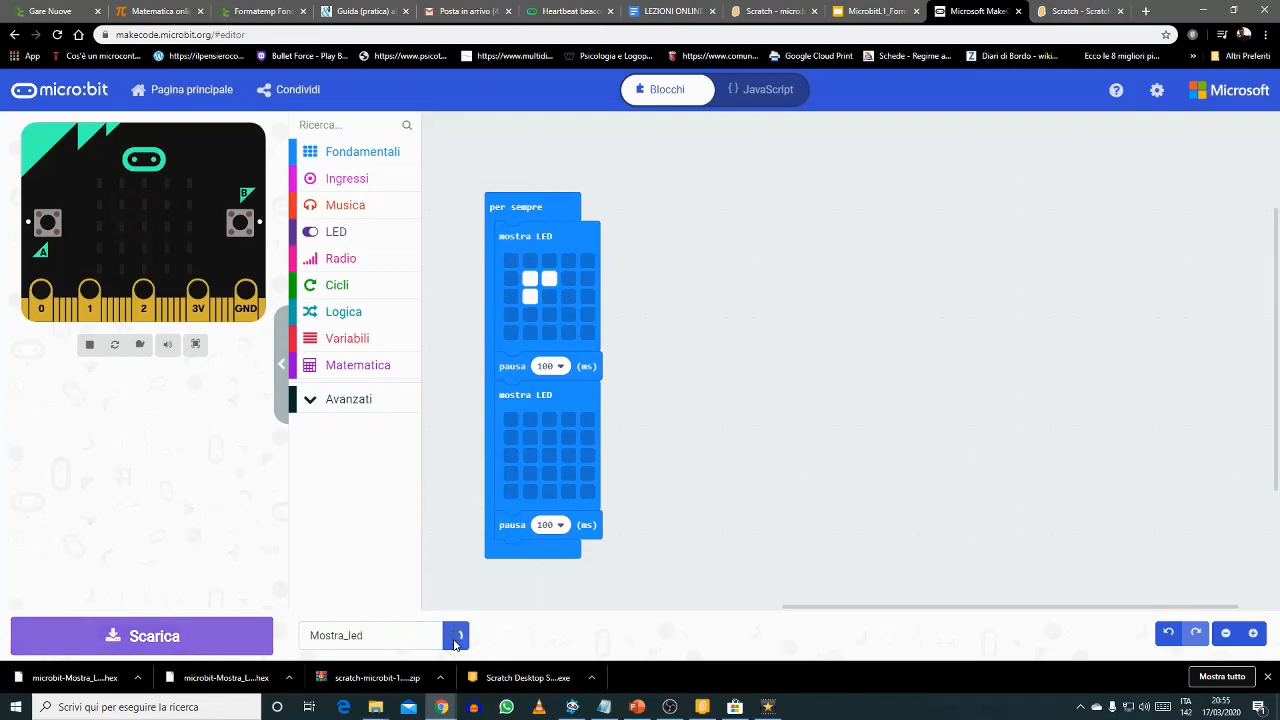 Gare Nuove
Matematica online
Formatemp Form
Guida (pratica) al
Posta in arrivo (4
Heartbeat beaco
LEZIONI ONLINE
Scratch - micro:b
MicrobitL1_Form
Microsoft Make
Scratch - Scratch
makecode.microbit.org/#editor
App
C'è un microcont...
https://ilpensieroco...
Bullet Force - Play B...
https://www.psicol...
https://www.multidi...
Psicologia e Logop...
https://www.comun...
Google Cloud Print
Schede - Regime a...
Diari di Bordo - wiki...
Ecco le 8 migliori pi...
»
Altri Preferiti
micro:bit
Pagina principale
Condividi
Blocchi
{} JavaScript
Microsoft
Ricerca...
Fondamentali
Ingressi
Musica
LED
Radio
Cicli
Logica
Variabili
Matematica
Avanzati
A
B
0 1 2 3V GND
per sempre
mostra LED
pausa 100 (ms)
mostra LED
pausa 100 (ms)
Scarica
Mostra_led
microbit-Mostra_L....hex
microbit-Mostra_L....hex
scratch-microbit-1....zip
Scratch Desktop S....exe
Mostra tutto
Scrivi qui per eseguire la ricerca
ITA
142
20:55
17/03/2020